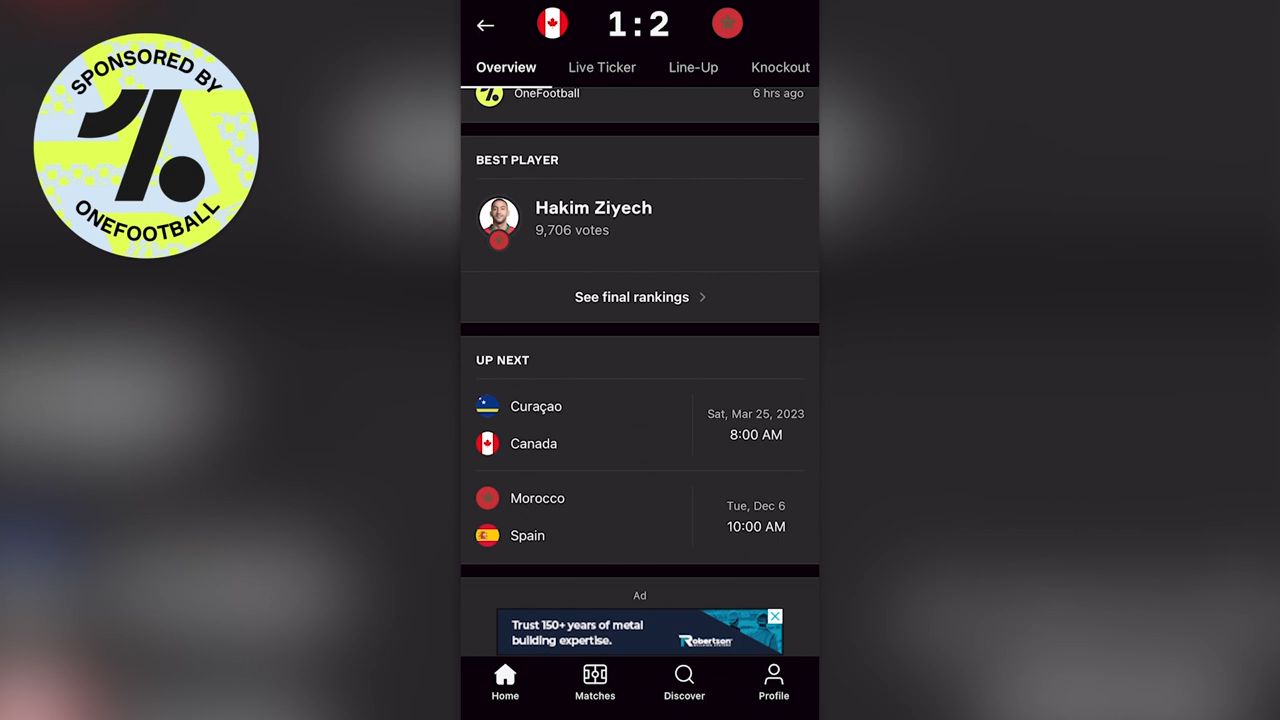 SPONSORED BY
ONEFOOTBALL
1:2
Overview
Live Ticker
Line-Up
Knockout
OneFootball
6 hrs ago
BEST PLAYER
Hakim Ziyech
9,706 votes
See final rankings
UP NEXT
Curaçao
Canada
Sat, Mar 25, 2023
8:00 AM
Morocco
Spain
Tue, Dec 6
10:00 AM
Ad
Trust 150+ years of metal
building expertise.
Robertson
Home
Matches
Discover
Profile